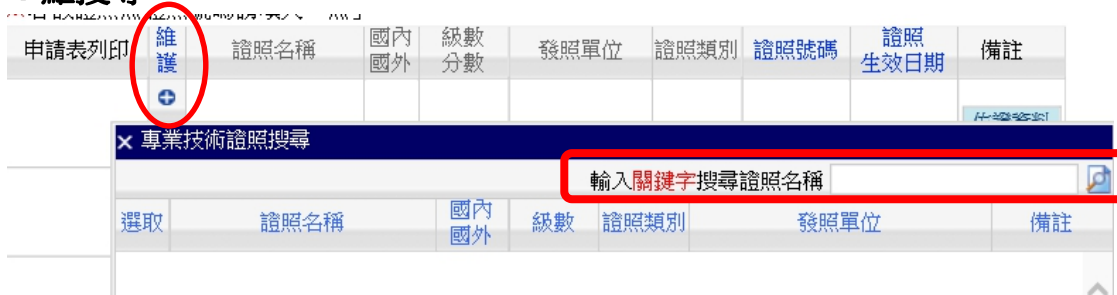 申請表列印 維護 證照名稱 國內國外 級數分數 發照單位 證照類別 證照號碼 證照生效日期 備註
佐證資料
× 專業技術證照搜尋
輸入關鍵字搜尋證照名稱
選取 證照名稱 國內國外 級數 證照類別 發照單位 備註